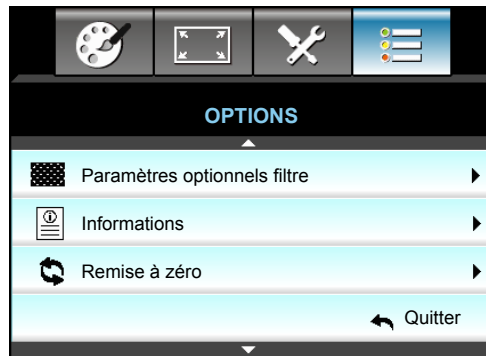 OPTIONS
Paramètres optionnels filtre
Informations
Remise à zéro
Quitter